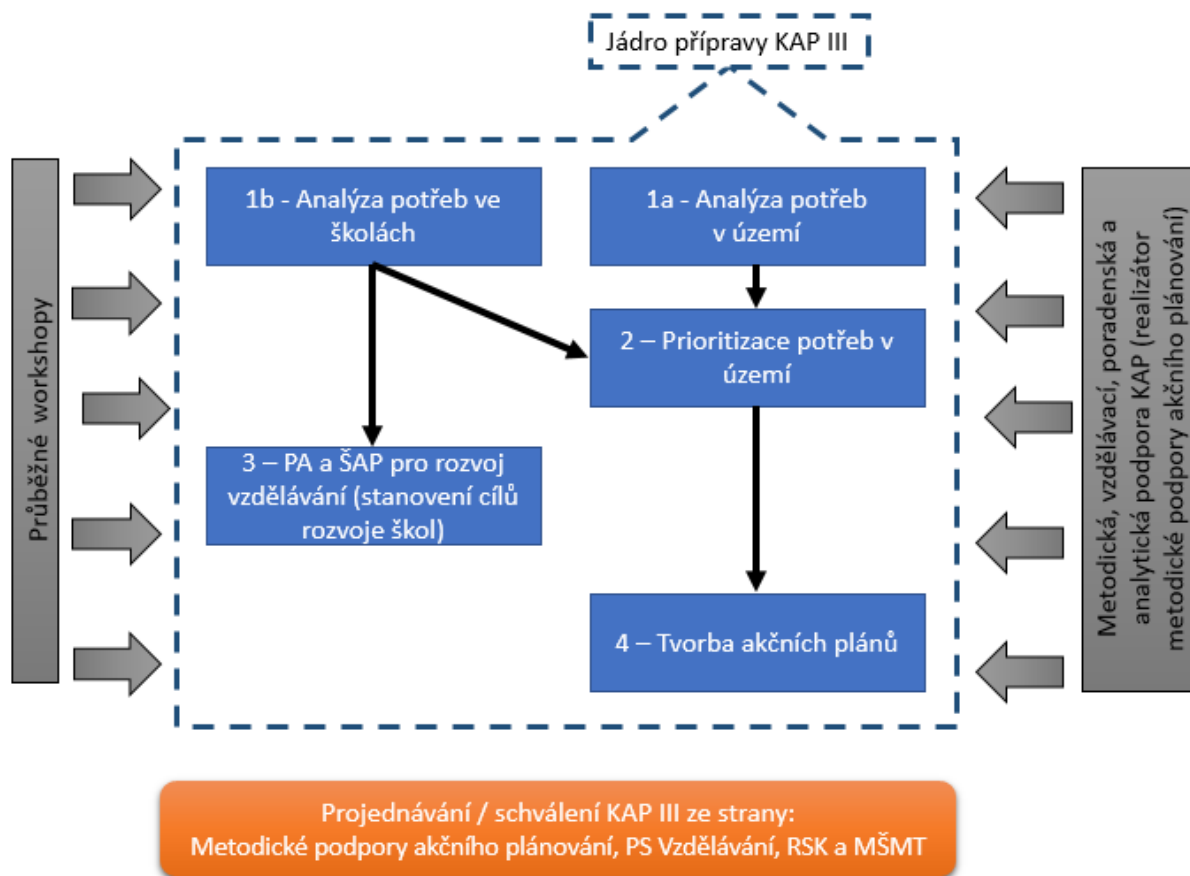 Jádro přípravy KAP III
Průběžné workshopy
1b - Analýza potřeb ve
školách
1a - Analýza potřeb
v území
2 – Prioritizace potřeb v
území
3 – PA a ŠAP pro rozvoj
vzdělávání (stanovení cílů
rozvoje škol)
4 – Tvorba akčních plánů
Metodická, vzdělávací, poradenská a
analytická podpora KAP (realizátor
metodické podpory akčního plánování)
Projednávání / schválení KAP III ze strany:
Metodické podpory akčního plánování, PS Vzdělávání, RSK a MŠMT